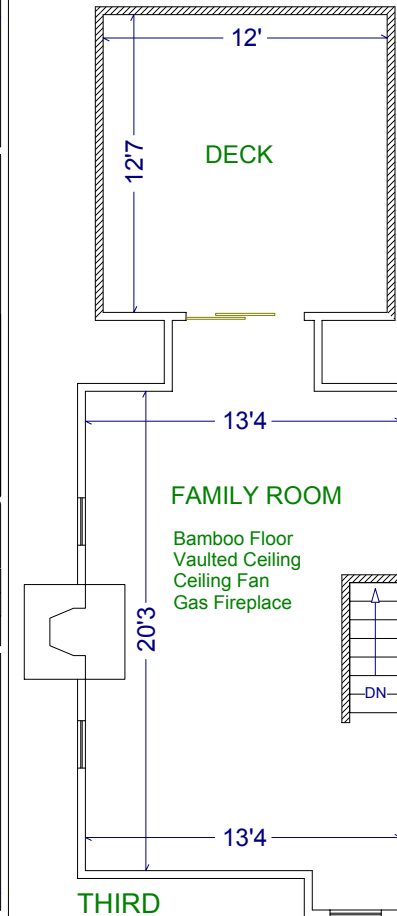 12'
12'7
DECK
13'4
FAMILY ROOM
Bamboo Floor
Vaulted Ceiling
Ceiling Fan
Gas Fireplace
20'3
DN
13'4
THIRD